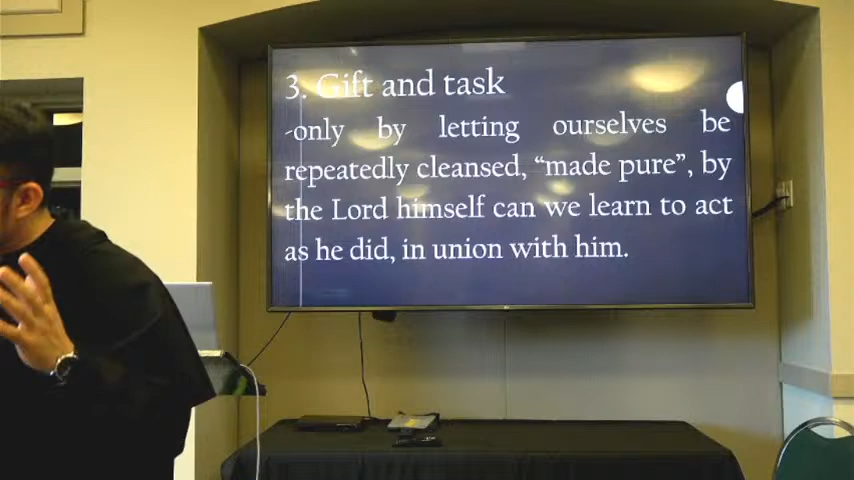 3. Gift and task
-only by letting ourselves be
repeatedly cleansed, “made pure”, by
the Lord himself can we learn to act
as he did, in union with him.